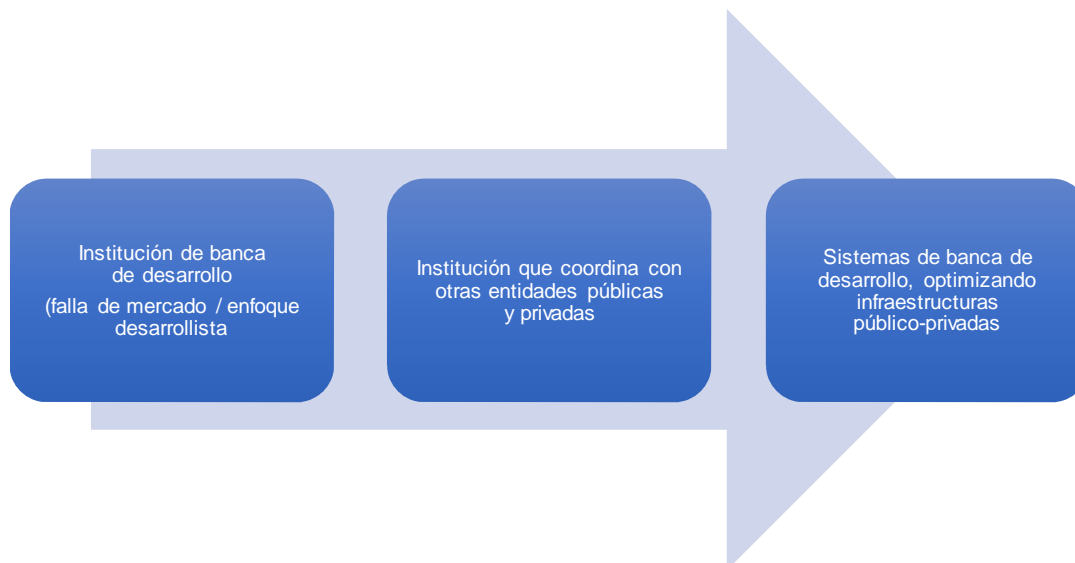 Institución de banca
de desarrollo
(falla de mercado / enfoque
desarrollista
Institución que coordina con
otras entidades públicas
y privadas
Sistemas de banca de
desarrollo, optimizando
infraestructuras
público-privadas